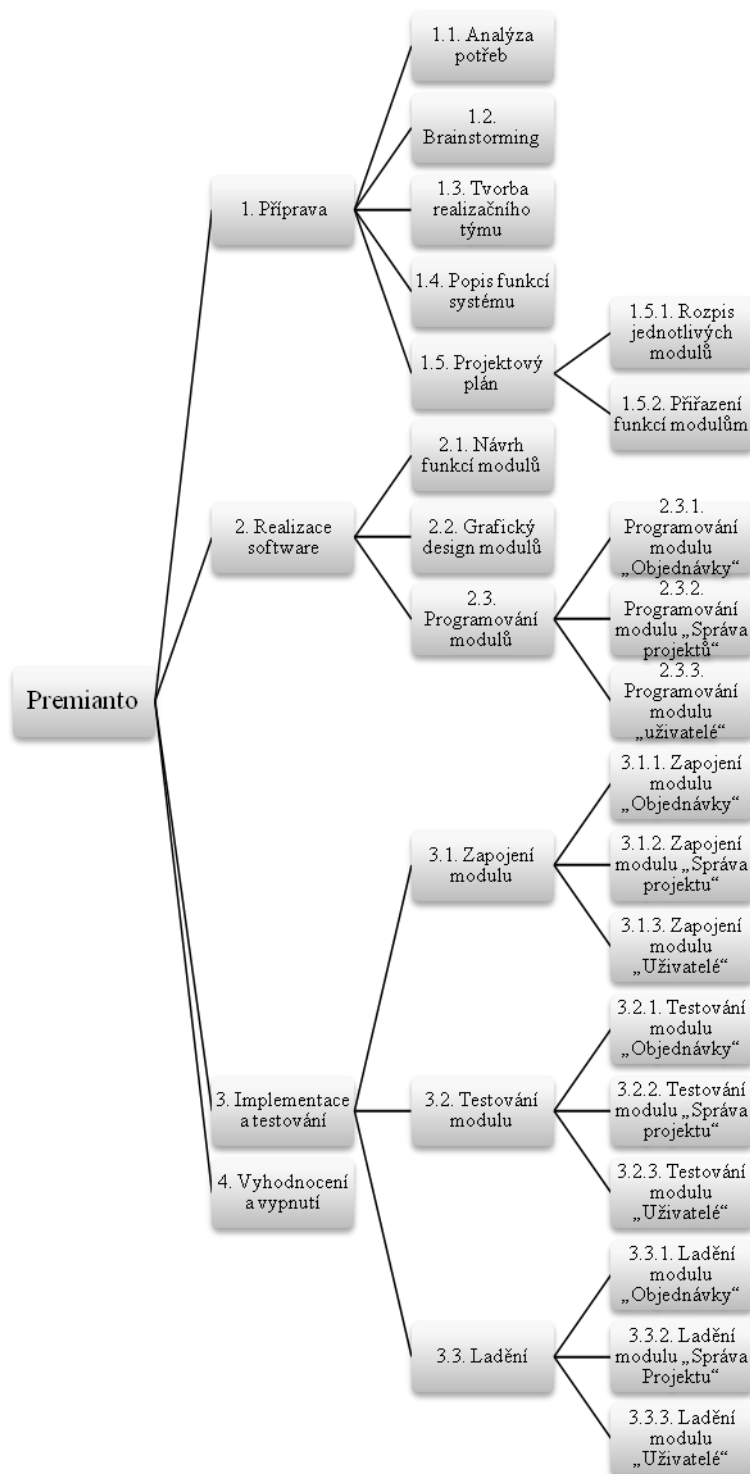 1.1. Analýza
potřeb
1.2.
Brainstorming
1. Příprava
1.3. Tvorba
realizačního
týmu
1.4. Popis funkcí
systému
1.5. Projektový
plán
1.5.1. Rozpis
jednotlivých
modulů
1.5.2. Přiřazení
funkcí modulům
2.1. Návrh
funkcí modulů
2. Realizace
software
2.2. Grafický
design modulů
2.3.
Programování
modulů
2.3.1.
Programování
modulu
„Objednávky“
2.3.2.
Programování
modulu „Správa
projektů“
2.3.3.
Programování
modulu
„uživatelé“
Premianto
3.1. Zapojení
modulu
3.1.1. Zapojení
modulu
„Objednávky“
3.1.2. Zapojení
modulu „Správa
projektu“
3.1.3. Zapojení
modulu
„Uživatelé“
3. Implementace
a testování
3.2. Testování
modulu
3.2.1. Testování
modulu
„Objednávky“
3.2.2. Testování
modulu „Správa
projektu“
3.2.3. Testování
modulu
„Uživatelé“
4. Vyhodnocení
a vypnutí
3.3. Ladění
3.3.1. Ladění
modulu
„Objednávky“
3.3.2. Ladění
modulu „Správa
Projektu“
3.3.3. Ladění
modulu
„Uživatelé“